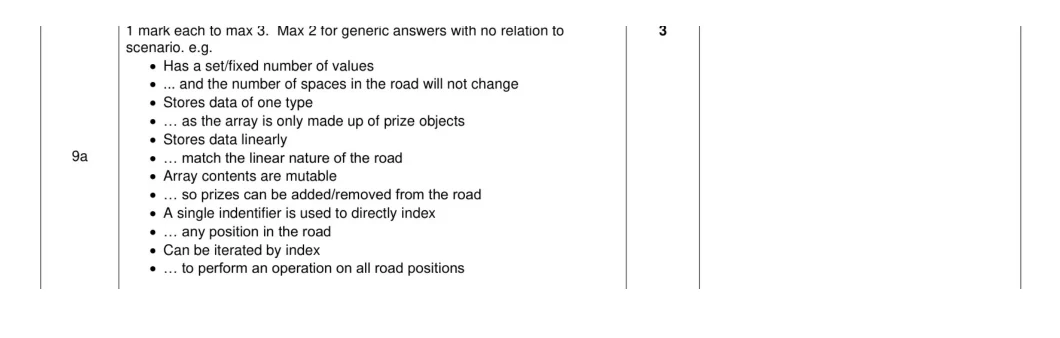 1 mark each to max 3.  Max 2 for generic answers with no relation to
3
scenario. e.g.
• Has a set/fixed number of values
• ... and the number of spaces in the road will not change
• Stores data of one type
• … as the array is only made up of prize objects
• Stores data linearly
9a
• … match the linear nature of the road
• Array contents are mutable
• … so prizes can be added/removed from the road
• A single indentifier is used to directly index
• … any position in the road
• Can be iterated by index
• … to perform an operation on all road positions